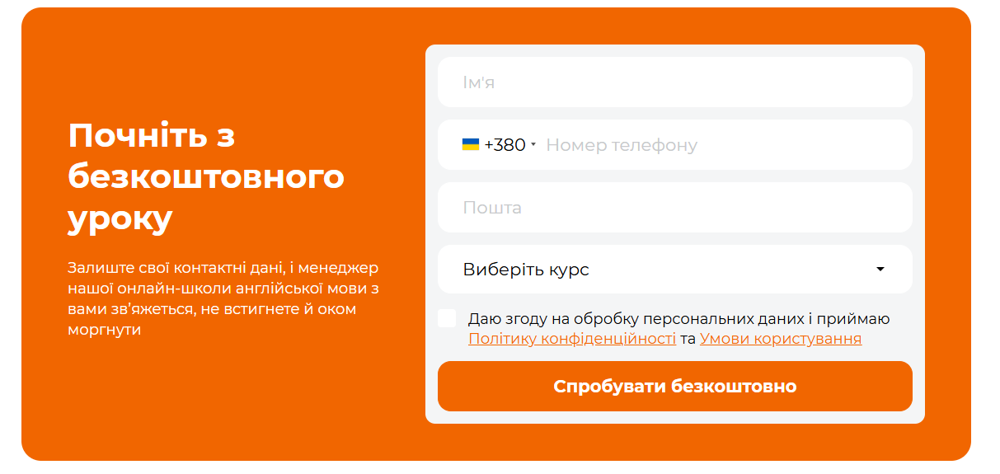 Почніть з
безкоштовного
уроку
Залиште свої контактні дані, і менеджер
нашої онлайн-школи англійської мови з
вами зв’яжеться, не встигнете й оком
моргнути
Ім'я
+380 Номер телефону
Пошта
Виберіть курс
Даю згоду на обробку персональних даних і приймаю
Політику конфіденційності та Умови користування
Спробувати безкоштовно